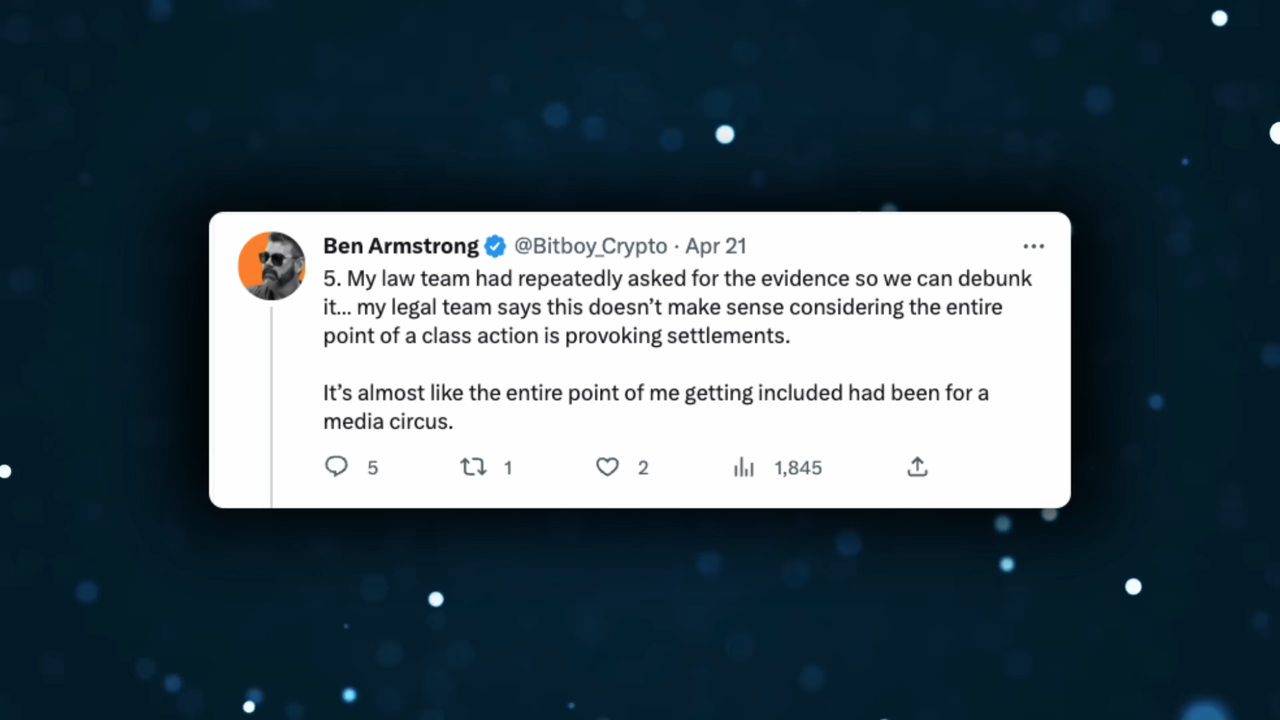 Ben Armstrong @Bitboy_Crypto · Apr 21
5. My law team had repeatedly asked for the evidence so we can debunk
it... my legal team says this doesn’t make sense considering the entire
point of a class action is provoking settlements.
It’s almost like the entire point of me getting included had been for a
media circus.
5 1 2 1,845